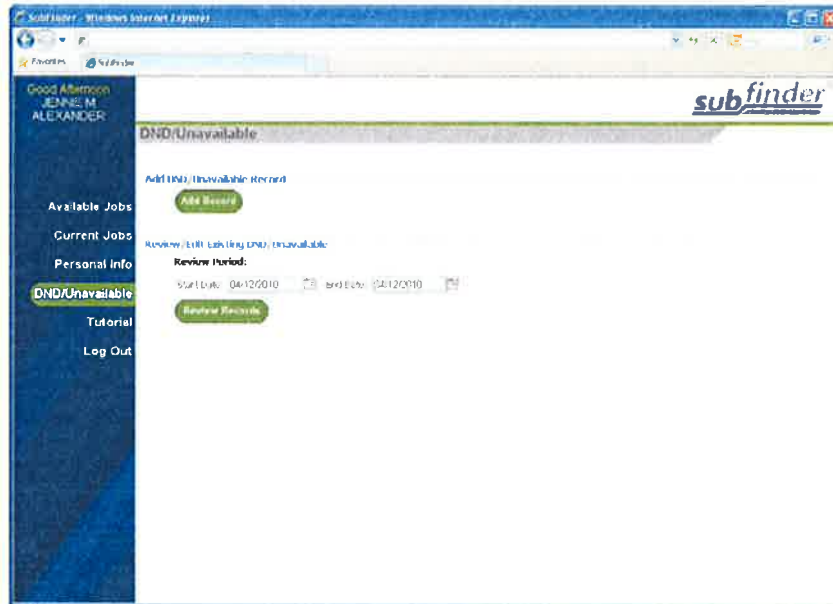 SubFinder - Windows Internet Explorer
Favorites SubFinder
Good Afternoon
JENNIE M
ALEXANDER
subfinder
DND/Unavailable
Add DND/Unavailable Record
Add Record
Available Jobs
Current Jobs
Review/Edit Existing DND/Unavailable
Personal Info
Review Period:
Start Date 04/12/2010 End Date 04/12/2010
DND/Unavailable
Review Records
Tutorial
Log Out